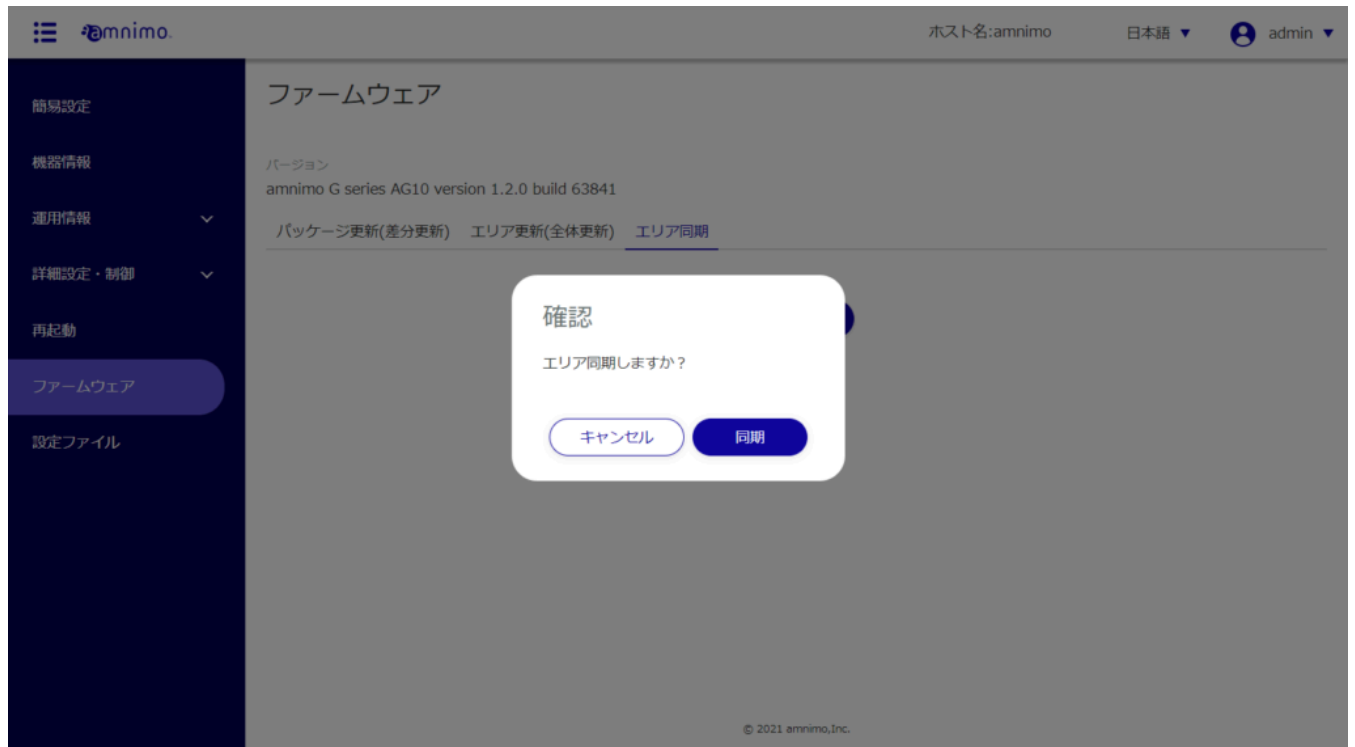 amnimo.
ホスト名:amnimo
日本語 ▼
admin ▼
簡易設定
機器情報
運用情報
詳細設定・制御
再起動
ファームウェア
設定ファイル
ファームウェア
バージョン
amnimo G series AG10 version 1.2.0 build 63841
パッケージ更新(差分更新) エリア更新(全体更新) エリア同期
確認
エリア同期しますか？
キャンセル 同期
© 2021 amnimo,Inc.